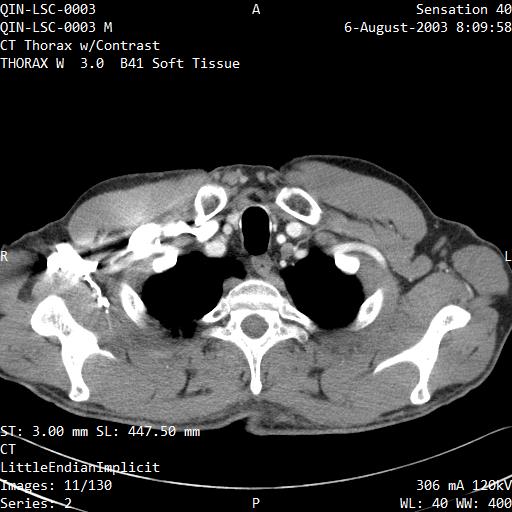 QIN-LSC-0003
A
Sensation 40
QIN-LSC-0003 M
6-August-2003 8:09:58
CT Thorax w/Contrast
THORAX W  3.0  B41 Soft Tissue
R
L
ST: 3.00 mm SL: 447.50 mm
CT
LittleEndianImplicit
Images: 11/130
306 mA 120kV
Series: 2
P
WL: 40 WW: 400